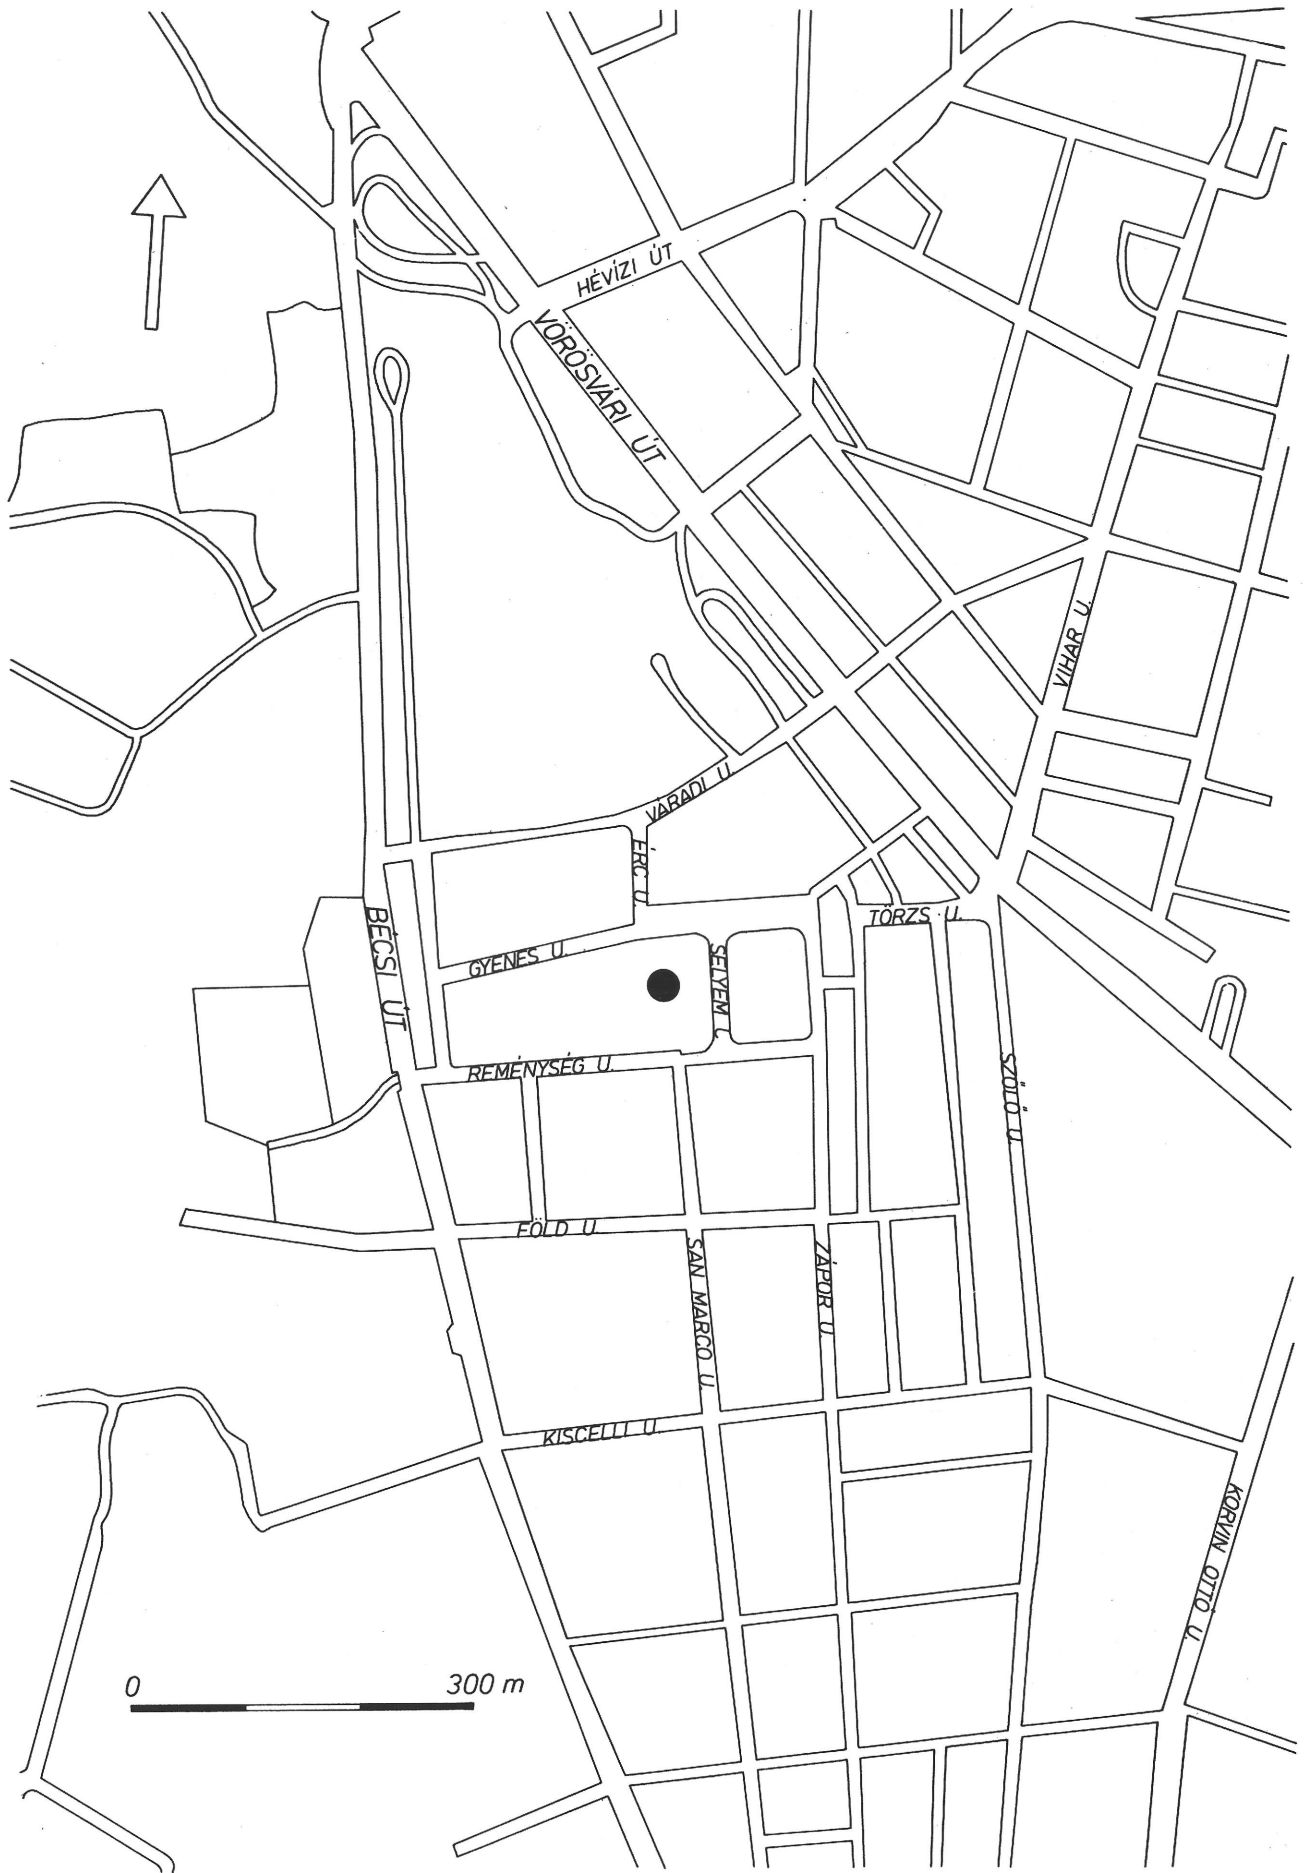 HÉVÍZI ÚT
VÖRÖSVÁRI ÚT
VIHAR U.
VÁRADI U.
ÉRC U.
TÖRZS U.
BÉCSI ÚT
GYENES U.
SELYEM U.
REMÉNYSÉG U.
SZŐLŐ U.
FÖLD U.
SAN MARCO U.
ZÁPOR U.
KISCELLI U.
KORVIN OTTÓ U.
0 300 m